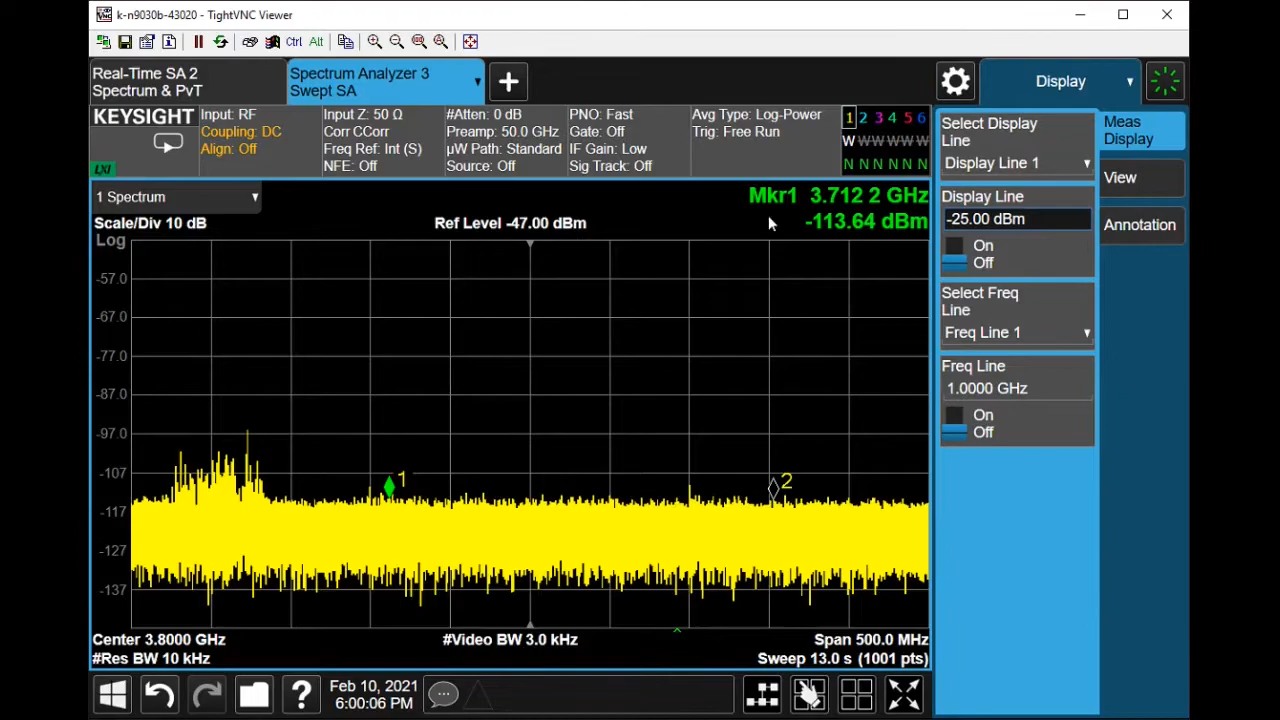 k-n9030b-43020 - TightVNC Viewer
Ctrl Alt
Real-Time SA 2
Spectrum & PvT
Spectrum Analyzer 3
Swept SA
Display
KEYSIGHT
LXI
Input: RF
Coupling: DC
Align: Off
Input Z: 50 Ω
Corr CCorr
Freq Ref: Int (S)
NFE: Off
#Atten: 0 dB
Preamp: 50.0 GHz
µW Path: Standard
Source: Off
PNO: Fast
Gate: Off
IF Gain: Low
Sig Track: Off
Avg Type: Log-Power
Trig: Free Run
1 2 3 4 5 6
W W W W W W
N N N N N N
1 Spectrum
Mkr1 3.712 2 GHz
-113.64 dBm
Scale/Div 10 dB
Ref Level -47.00 dBm
Log
-57.0
-67.0
-77.0
-87.0
-97.0
-107
-117
-127
-137
1
2
Center 3.8000 GHz
#Video BW 3.0 kHz
Span 500.0 MHz
#Res BW 10 kHz
Sweep 13.0 s (1001 pts)
Select Display
Line
Display Line 1
Display Line
-25.00 dBm
On
Off
Select Freq
Line
Freq Line 1
Freq Line
1.0000 GHz
On
Off
Meas
Display
View
Annotation
?
Feb 10, 2021
6:00:06 PM